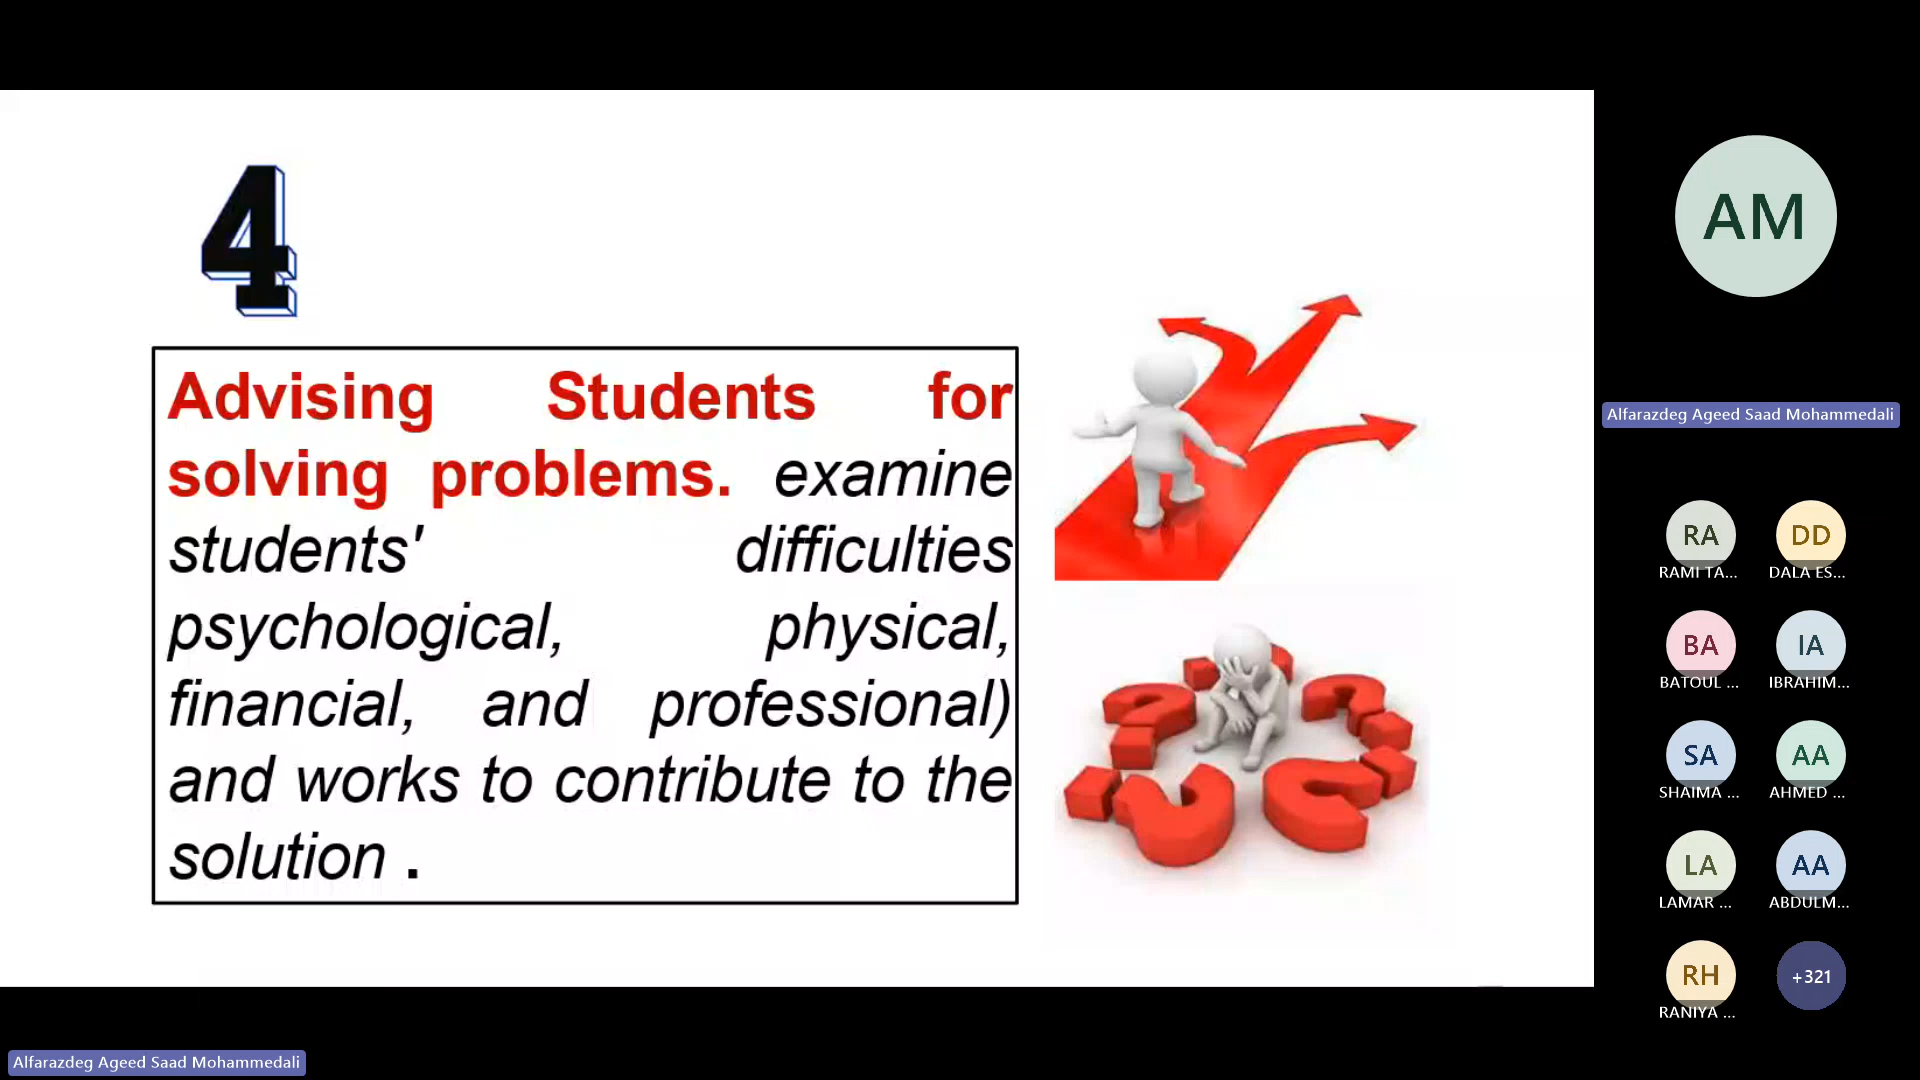 4
Advising Students for
solving problems. examine
students' difficulties
psychological, physical,
financial, and professional)
and works to contribute to the
solution .
AM
Alfarazdeg Ageed Saad Mohammedali
RA
RAMI TA...
DD
DALA ES...
BA
BATOUL ...
IA
IBRAHIM...
SA
SHAIMA ...
AA
AHMED ...
LA
LAMAR ...
AA
ABDULM...
RH
RANIYA ...
+321
Alfarazdeg Ageed Saad Mohammedali